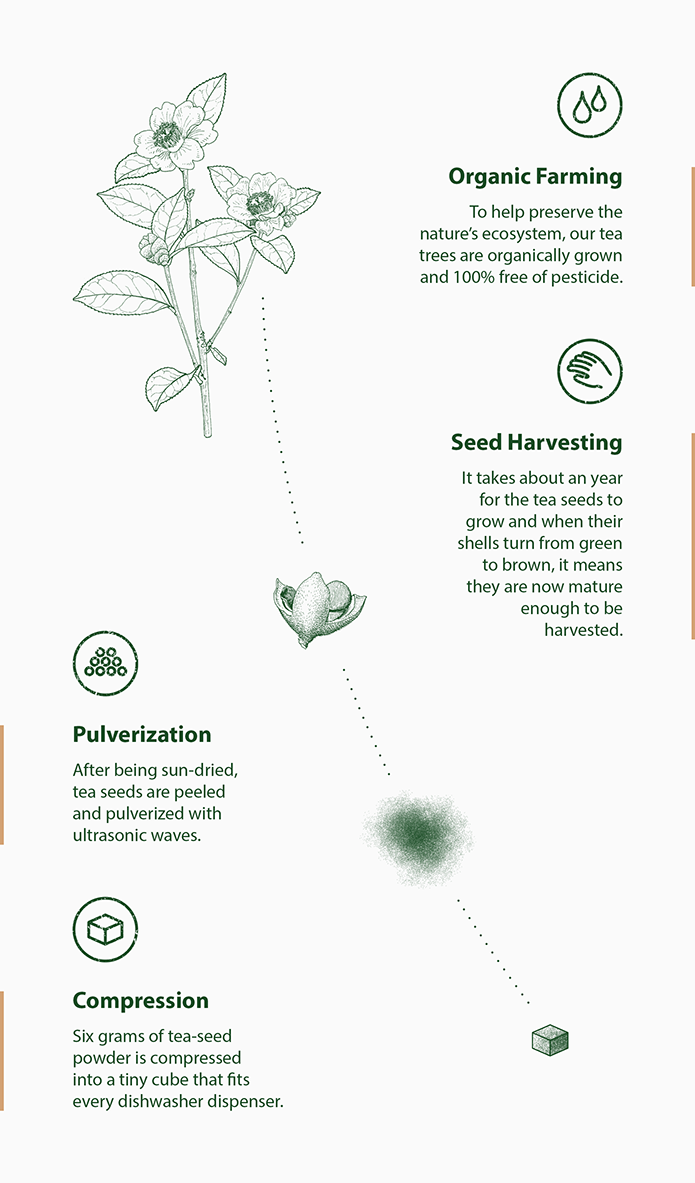 Organic Farming
To help preserve the
nature’s ecosystem, our tea
trees are organically grown
and 100% free of pesticide.
Seed Harvesting
It takes about an year
for the tea seeds to
grow and when their
shells turn from green
to brown, it means
they are now mature
enough to be
harvested.
Pulverization
After being sun-dried,
tea seeds are peeled
and pulverized with
ultrasonic waves.
Compression
Six grams of tea-seed
powder is compressed
into a tiny cube that fits
every dishwasher dispenser.